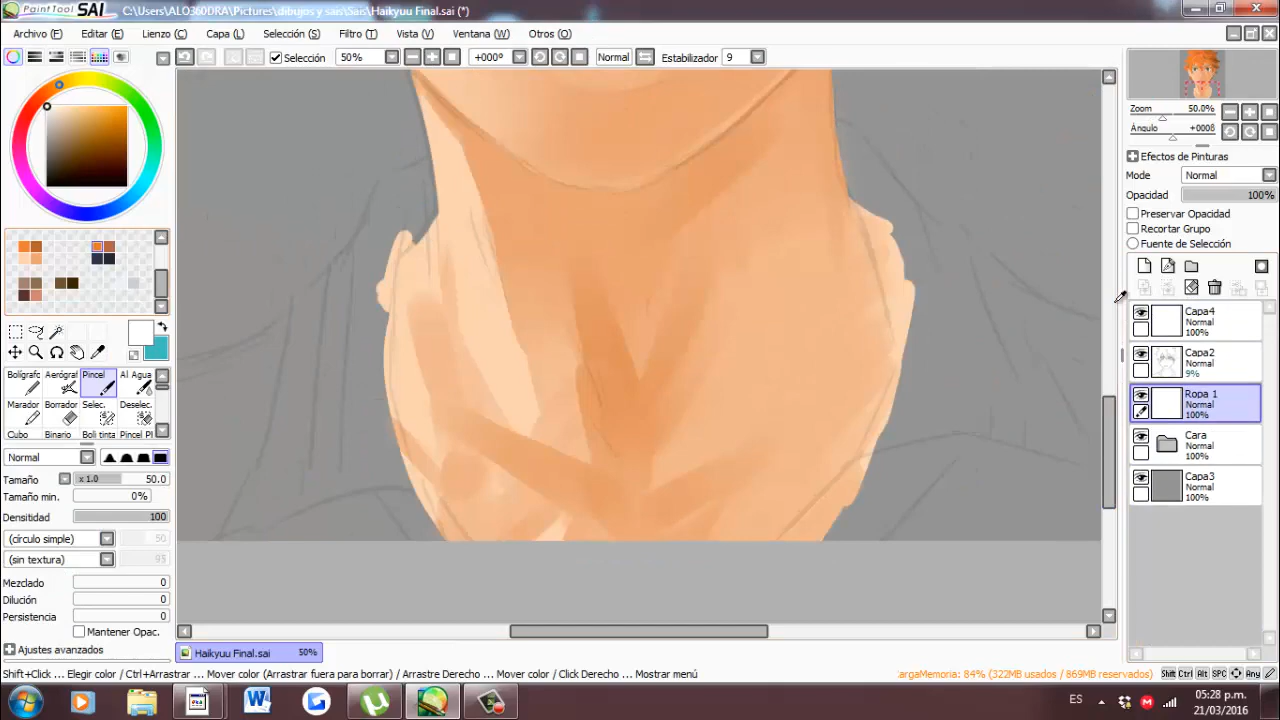 PaintTool SAI C:\Users\ALO360DRA\Pictures\dibujos y sais\Sais\Haikyuu Final.sai (*)
Archivo (F) Editar (E) Lienzo (C) Capa (L) Selección (S) Filtro (T) Vista (V) Ventana (W) Otros (O)
Selección 50% +000° Normal Estabilizador 9
Zoom 50.0%
Ángulo +000ß
Efectos de Pinturas
Mode Normal
Opacidad 100%
Preservar Opacidad
Recortar Grupo
Fuente de Selección
Capa4
Normal
100%
Capa2
Normal
9%
Ropa 1
Normal
100%
Cara
Normal
100%
Capa3
Normal
100%
Bolígrafo Aerógraf Pincel Al Agua
Marador Borrador Selec. Deselec.
Cubo Binario Boli tinta Pincel Pl
Normal
Tamaño x 1.0 50.0
Tamaño min. 0%
Densitidad 100
(círculo simple) 50
(sin textura) 95
Mezclado 0
Dilución 0
Persistencia 0
Mantener Opac.
Ajustes avanzados
Haikyuu Final.sai 50%
Shift+Click ... Elegir color / Ctrl+Arrastrar ... Mover color (Arrastrar fuera para borrar) / Arrastre Derecho ... Mover color / Click Derecho ... Mostrar menú
argaMemoria: 84% (322MB usados / 869MB reservados)
Shift Ctrl Alt SPC Any
ES
05:28 p.m.
21/03/2016